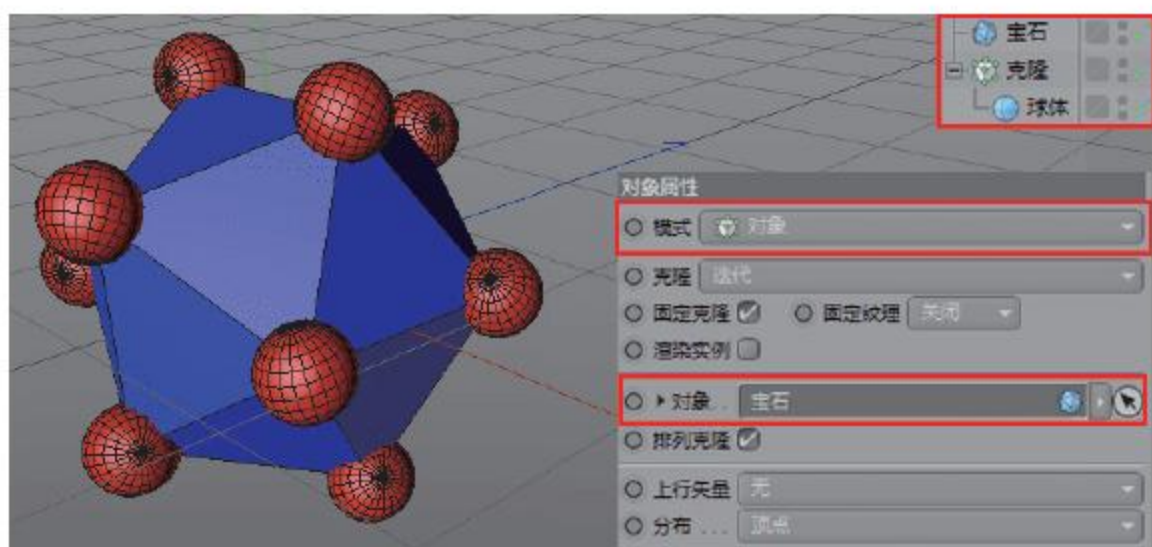 宝石
克隆
球体
对象属性
模式 对象
克隆 迭代
固定克隆 固定纹理 关闭
渲染实例
对象 . . 宝石
排列克隆
上行矢量 无
分布 . . . . 顶点